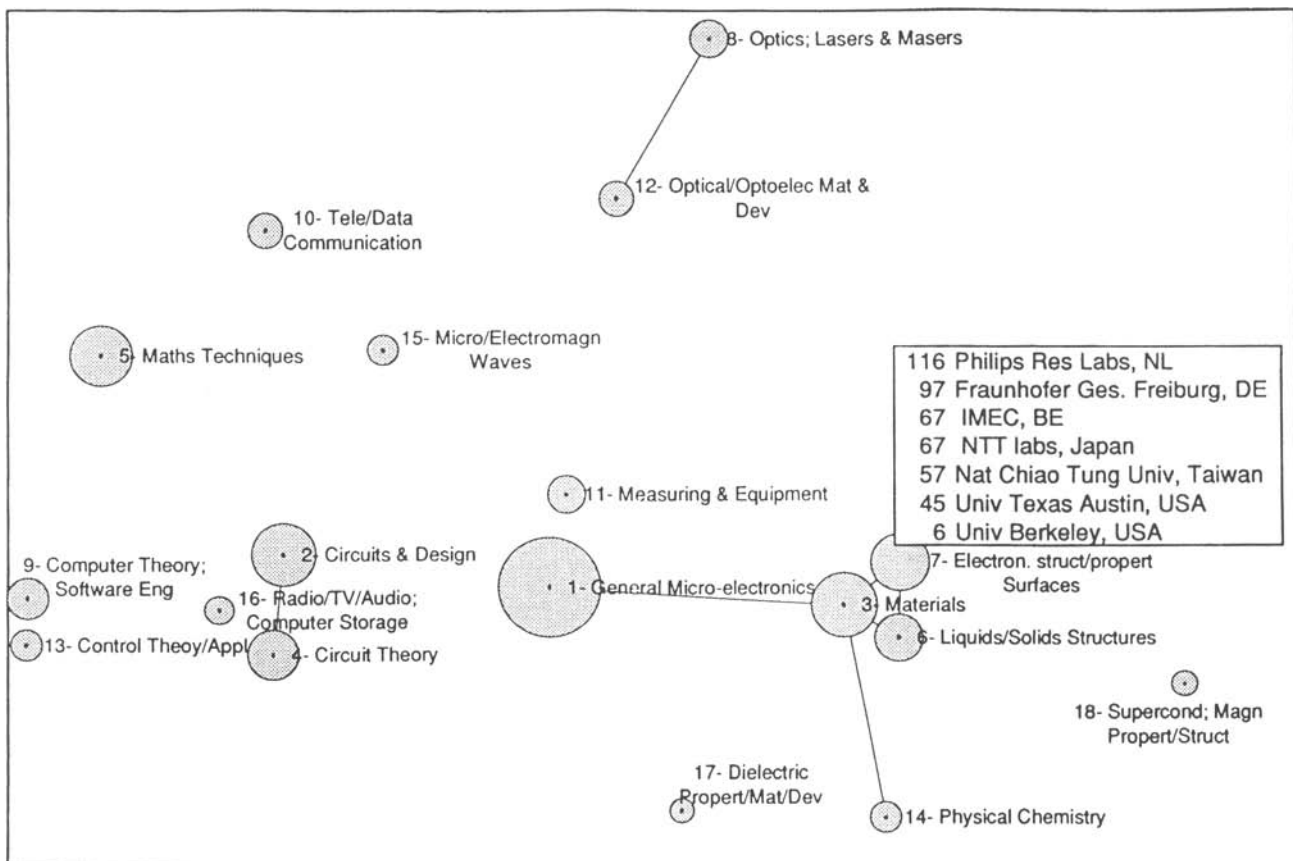 8- Optics; Lasers & Masers
12- Optical/Optoelec Mat &
Dev
10- Tele/Data
Communication
15- Micro/Electromagn
Waves
5- Maths Techniques
116 Philips Res Labs, NL
97 Fraunhofer Ges. Freiburg, DE
67 IMEC, BE
67 NTT labs, Japan
57 Nat Chiao Tung Univ, Taiwan
45 Univ Texas Austin, USA
6 Univ Berkeley, USA
11- Measuring & Equipment
2- Circuits & Design
7- Electron. struct/propert
Surfaces
9- Computer Theory;
Software Eng
1- General Micro-electronics
16- Radio/TV/Audio;
Computer Storage
3- Materials
13- Control Theoy/Appl
4- Circuit Theory
6- Liquids/Solids Structures
18- Supercond; Magn
Propert/Struct
17- Dielectric
Propert/Mat/Dev
14- Physical Chemistry